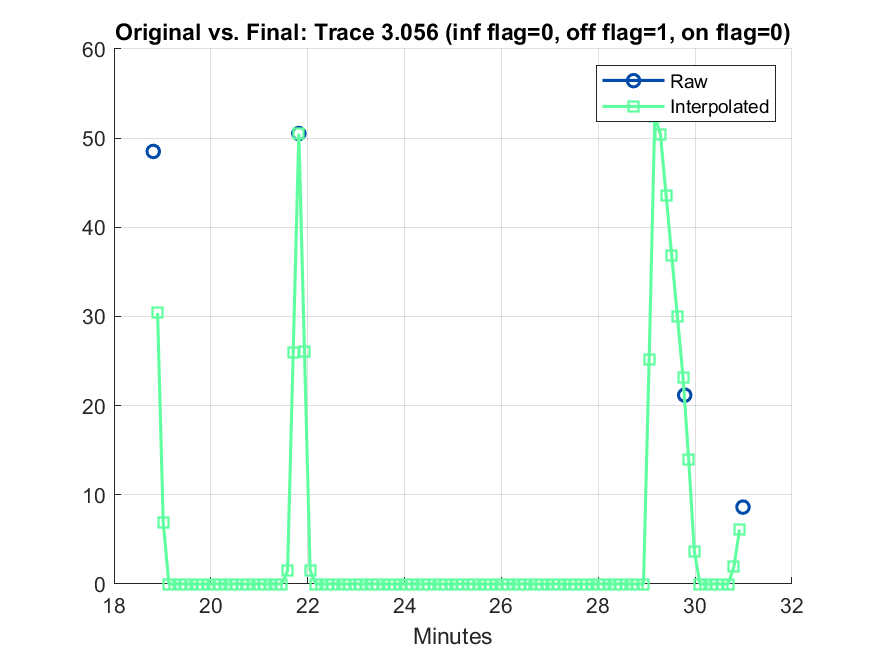 Original vs. Final: Trace 3.056 (inf flag=0, off flag=1, on flag=0)
60
50
40
30
20
10
0
Raw
Interpolated
18 20 22 24 26 28 30 32
Minutes